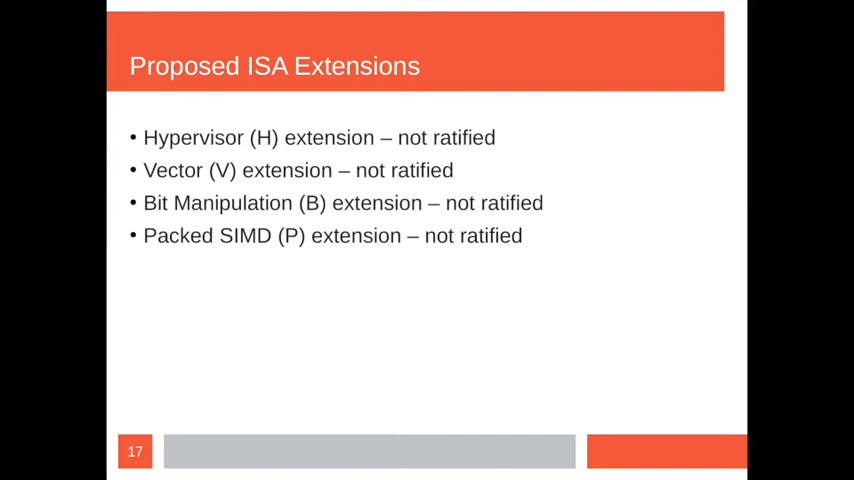 Proposed ISA Extensions
• Hypervisor (H) extension – not ratified
• Vector (V) extension – not ratified
• Bit Manipulation (B) extension – not ratified
• Packed SIMD (P) extension – not ratified
17